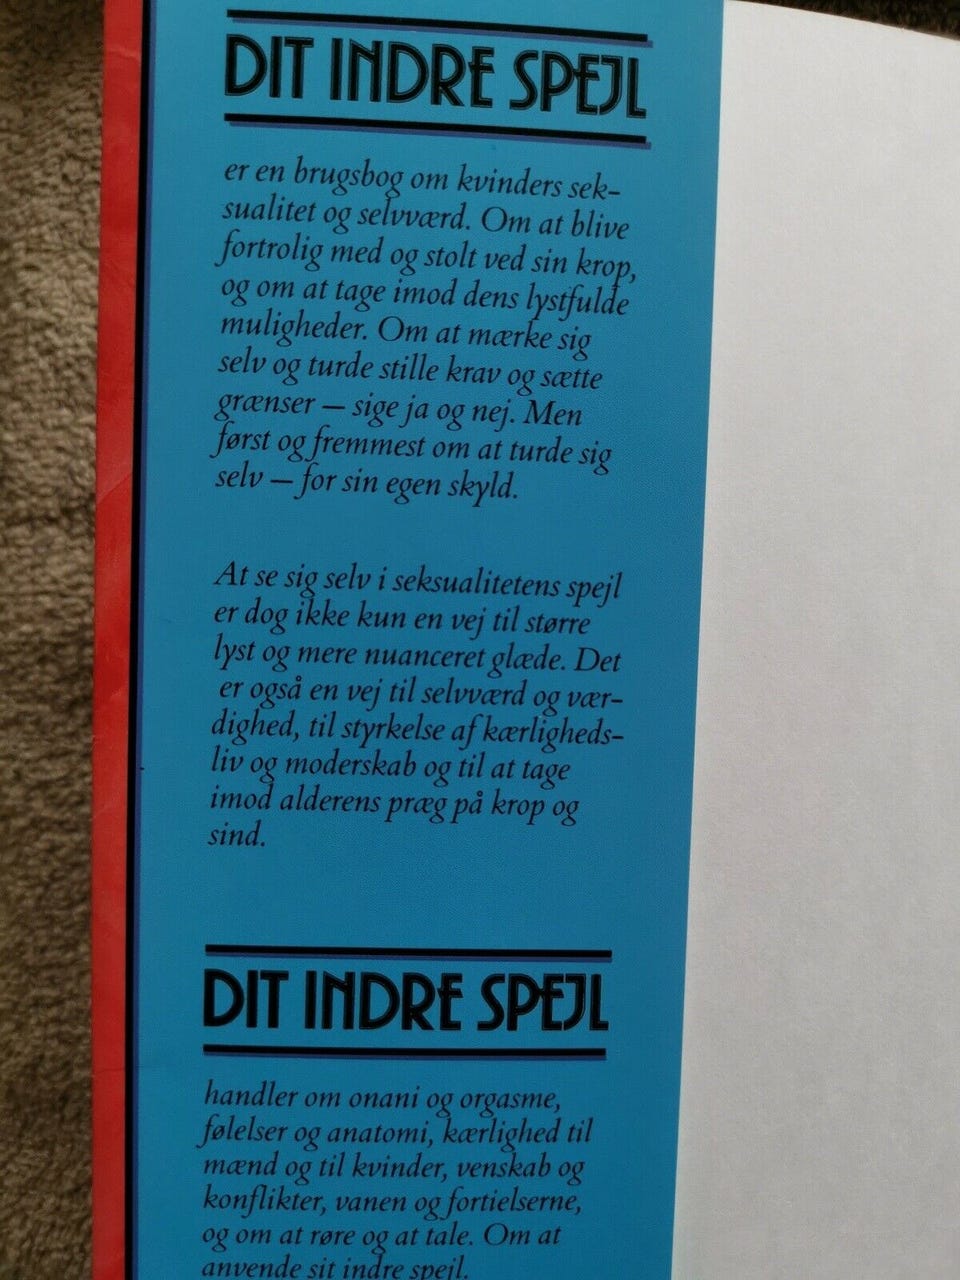 DIT INDRE SPEJL
er en brugsbog om kvinders sek-
sualitet og selvværd. Om at blive
fortrolig med og stolt ved sin krop,
og om at tage imod dens lystfulde
muligheder. Om at mærke sig
selv og turde stille krav og sætte
grænser — sige ja og nej. Men
først og fremmest om at turde sig
selv — for sin egen skyld.
At se sig selv i seksualitetens spejl
er dog ikke kun en vej til større
lyst og mere nuanceret glæde. Det
er også en vej til selvværd og vær-
dighed, til styrkelse af kærligheds-
liv og moderskab og til at tage
imod alderens præg på krop og
sind.
DIT INDRE SPEJL
handler om onani og orgasme,
følelser og anatomi, kærlighed til
mænd og til kvinder, venskab og
konflikter, vanen og fortielserne,
og om at røre og at tale. Om at
anvende sit indre spejl.